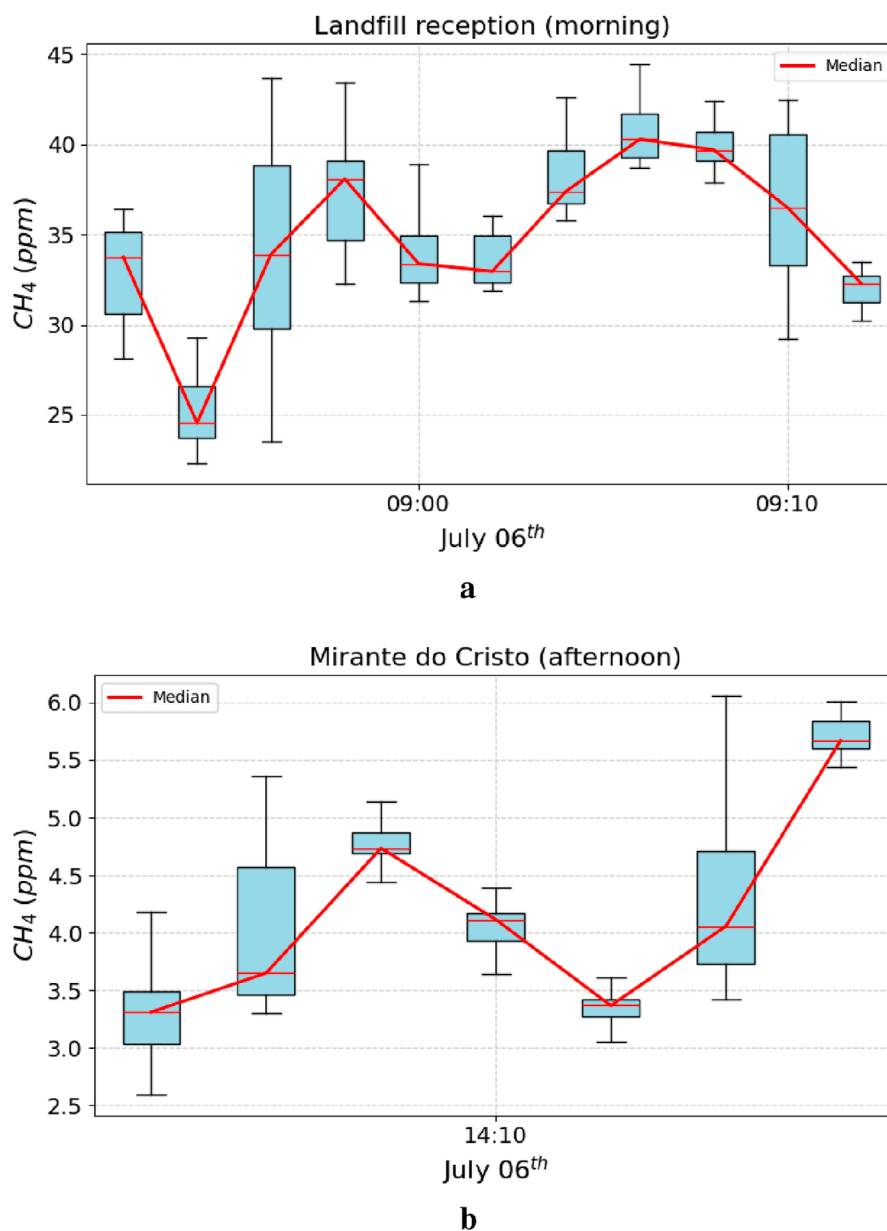 Landfill reception (morning)
45
Median
40
35
30
25
CH₄ (ppm)
09:00
09:10
July 06ᵗʰ
a
Mirante do Cristo (afternoon)
Median
6.0
5.5
5.0
4.5
4.0
3.5
3.0
2.5
CH₄ (ppm)
14:10
July 06ᵗʰ
b